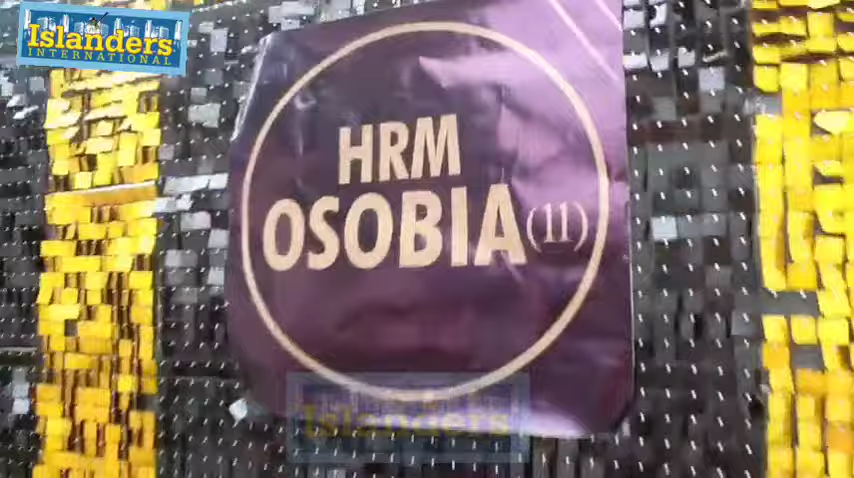 Islanders
INTERNATIONAL
HRM
OSOBIA (11)
Islanders